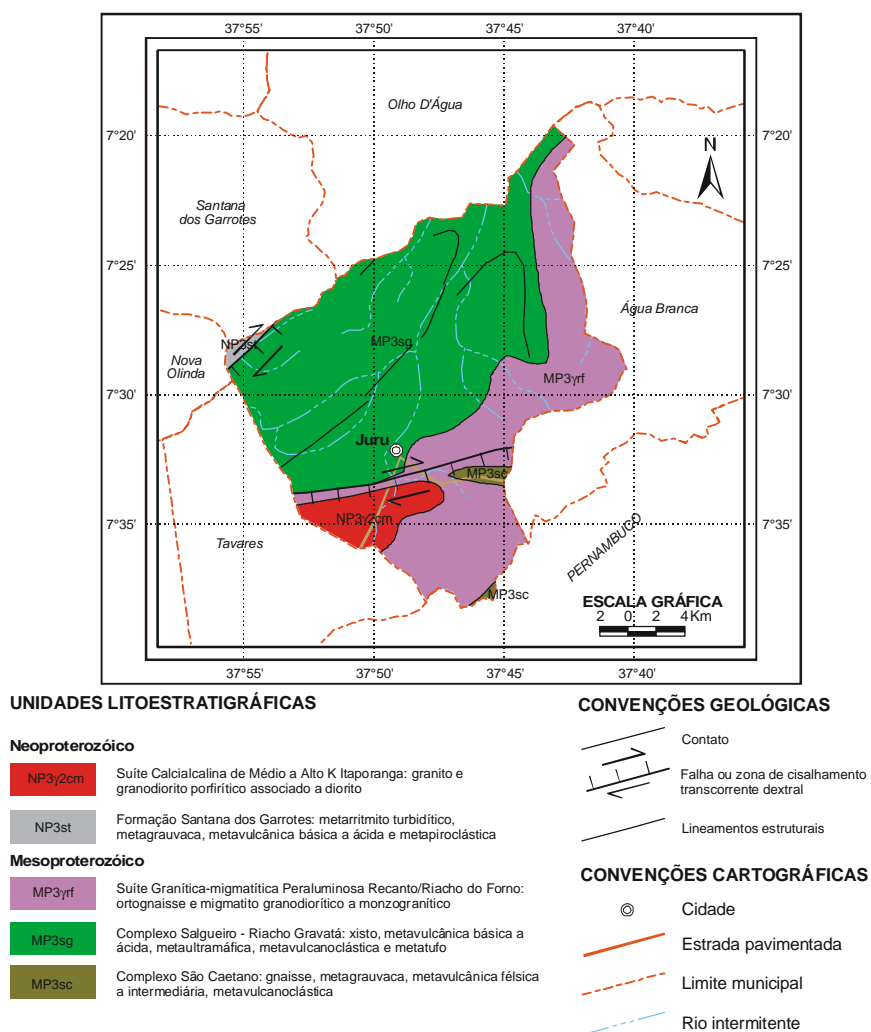 37°55'
37°50'
37°45'
37°40'
Olho D'Água
7°20'
7°20'
N
Santana
dos Garrotes
7°25'
7°25'
Água Branca
NP3st
MP3sg
Nova
Olinda
MP3γrf
7°30'
7°30'
Juru
MP3sc
NP3γ2cm
7°35'
7°35'
Tavares
PERNAMBUCO
MP3sc
ESCALA GRÁFICA
2 0 2 4Km
37°55'
37°50'
37°45'
37°40'
UNIDADES LITOESTRATIGRÁFICAS
Neoproterozóico
NP3γ2cm
Suíte Calcialcalina de Médio a Alto K Itaporanga: granito e
granodiorito porfirítico associado a diorito
NP3st
Formação Santana dos Garrotes: metarritmito turbidítico,
metagrauvaca, metavulcânica básica a ácida e metapiroclástica
Mesoproterozóico
MP3γrf
Suíte Granítica-migmatítica Peraluminosa Recanto/Riacho do Forno:
ortognaisse e migmatito granodiorítico a monzogranítico
MP3sg
Complexo Salgueiro - Riacho Gravatá: xisto, metavulcânica básica a
ácida, metaultramáfica, metavulcanoclástica e metatufo
MP3sc
Complexo São Caetano: gnaisse, metagrauvaca, metavulcânica félsica
a intermediária, metavulcanoclástica
CONVENÇÕES GEOLÓGICAS
Contato
Falha ou zona de cisalhamento
transcorrente dextral
Lineamentos estruturais
CONVENÇÕES CARTOGRÁFICAS
Cidade
Estrada pavimentada
Limite municipal
Rio intermitente